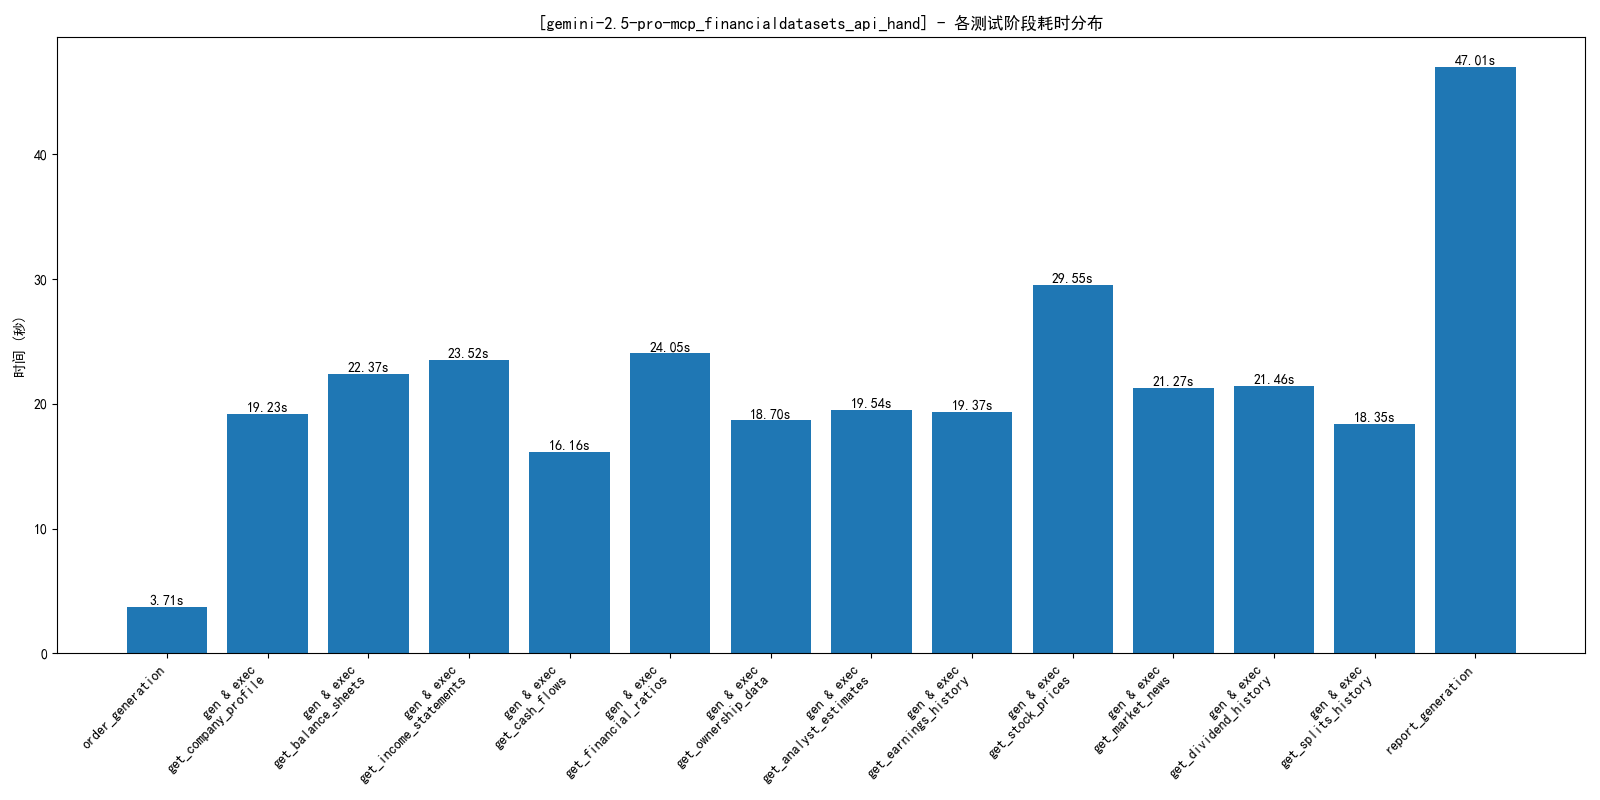 [gemini-2.5-pro-mcp_financialdatasets_api_hand] - 各测试阶段耗时分布
时间 (秒)
40
30
20
10
0
3.71s
19.23s
22.37s
23.52s
16.16s
24.05s
18.70s
19.54s
19.37s
29.55s
21.27s
21.46s
18.35s
47.01s
order_generation
gen & exec
get_company_profile
gen & exec
get_balance_sheets
gen & exec
get_income_statements
gen & exec
get_cash_flows
gen & exec
get_financial_ratios
gen & exec
get_ownership_data
gen & exec
get_analyst_estimates
gen & exec
get_earnings_history
gen & exec
get_stock_prices
gen & exec
get_market_news
gen & exec
get_dividend_history
gen & exec
get_splits_history
report_generation